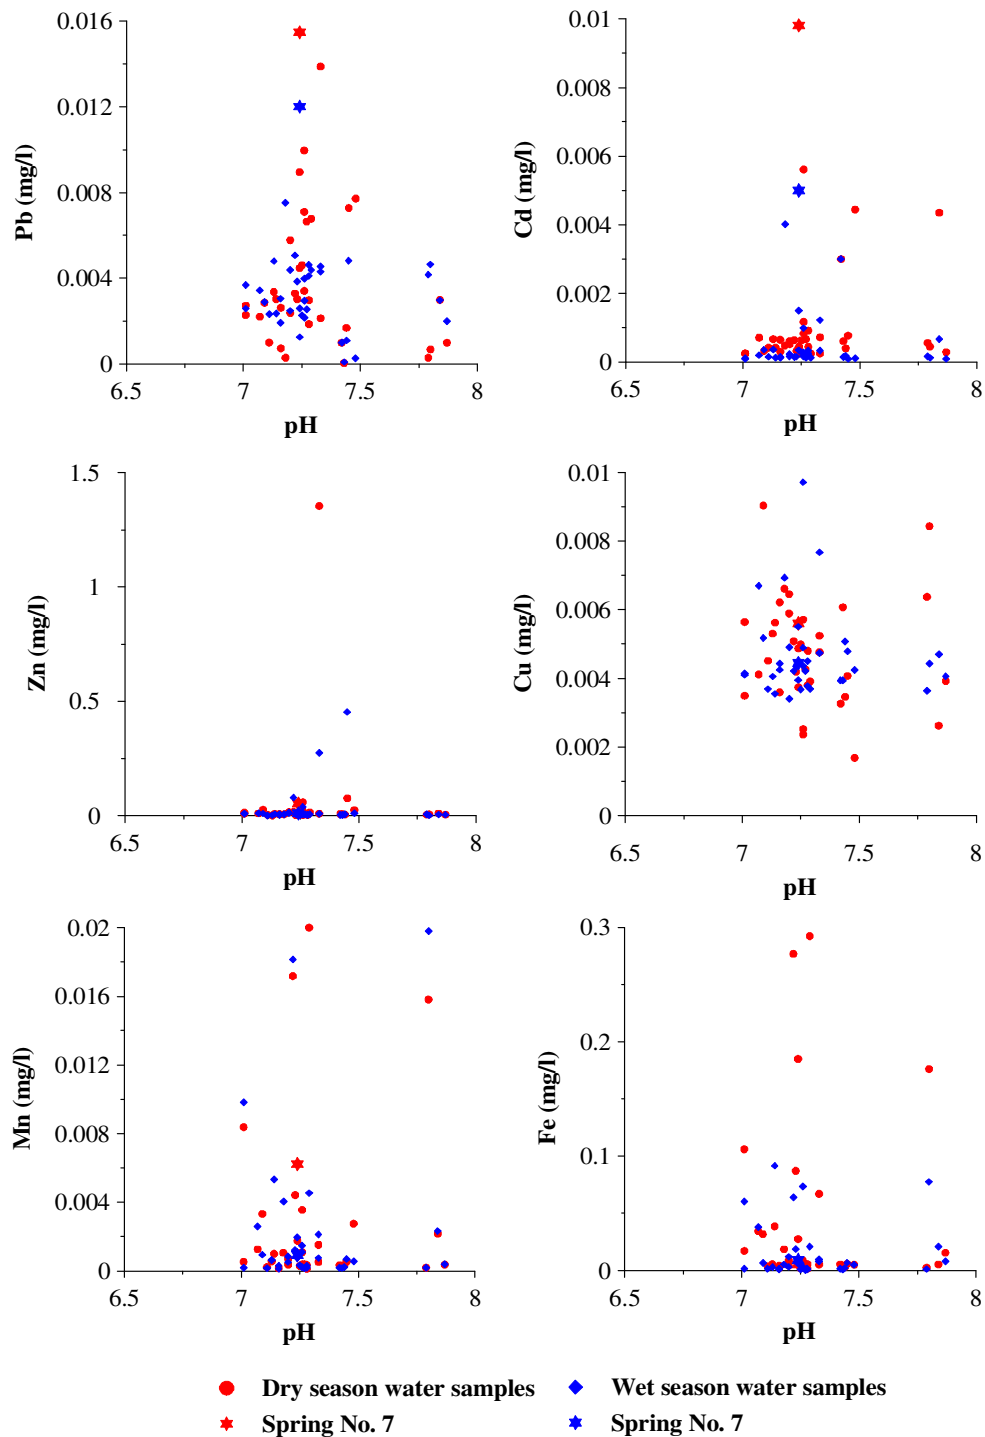 0.016
0.012
0.008
0.004
0
Pb (mg/l)
6.5 7 7.5 8
pH
0.01
0.008
0.006
0.004
0.002
0
Cd (mg/l)
6.5 7 7.5 8
pH
1.5
1
0.5
0
Zn (mg/l)
6.5 7 7.5 8
pH
0.01
0.008
0.006
0.004
0.002
0
Cu (mg/l)
6.5 7 7.5 8
pH
0.02
0.016
0.012
0.008
0.004
0
Mn (mg/l)
6.5 7 7.5 8
pH
0.3
0.2
0.1
0
Fe (mg/l)
6.5 7 7.5 8
pH
Dry season water samples Wet season water samples
Spring No. 7 Spring No. 7